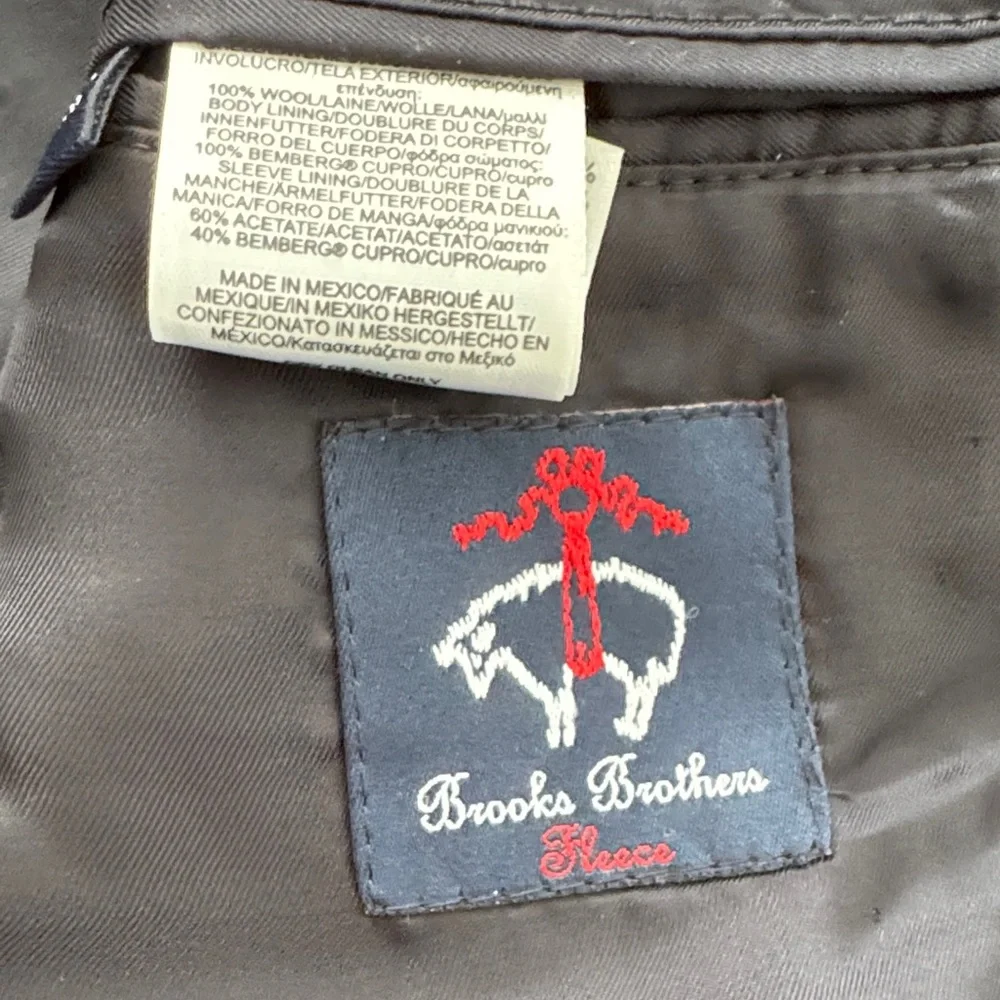 INVOLUCRO/TELA EXTERIOR/αφαιρούμενη
επένδυση:
100% WOOL/LAINE/WOLLE/LANA/μαλλί
BODY LINING/DOUBLURE DU CORPS/
INNENFUTTER/FODERA DI CORPETTO/
FORRO DEL CUERPO/φόδρα σώματος:
100% BEMBERG® CUPRO/CUPRO/cupro
SLEEVE LINING/DOUBLURE DE LA
MANCHE/ÄRMELFUTTER/FODERA DELLA
MANICA/FORRO DE MANGA/φόδρα μανικιού:
60% ACETATE/ACETAT/ACETATO/ασετάτ
40% BEMBERG® CUPRO/CUPRO/cupro
MADE IN MEXICO/FABRIQUÉ AU
MEXIQUE/IN MEXIKO HERGESTELLT/
CONFEZIONATO IN MESSICO/HECHO EN
MÉXICO/Κατασκευάζεται στο Μεξικό
CLEAN ONLY
%
Brooks Brothers
Fleece